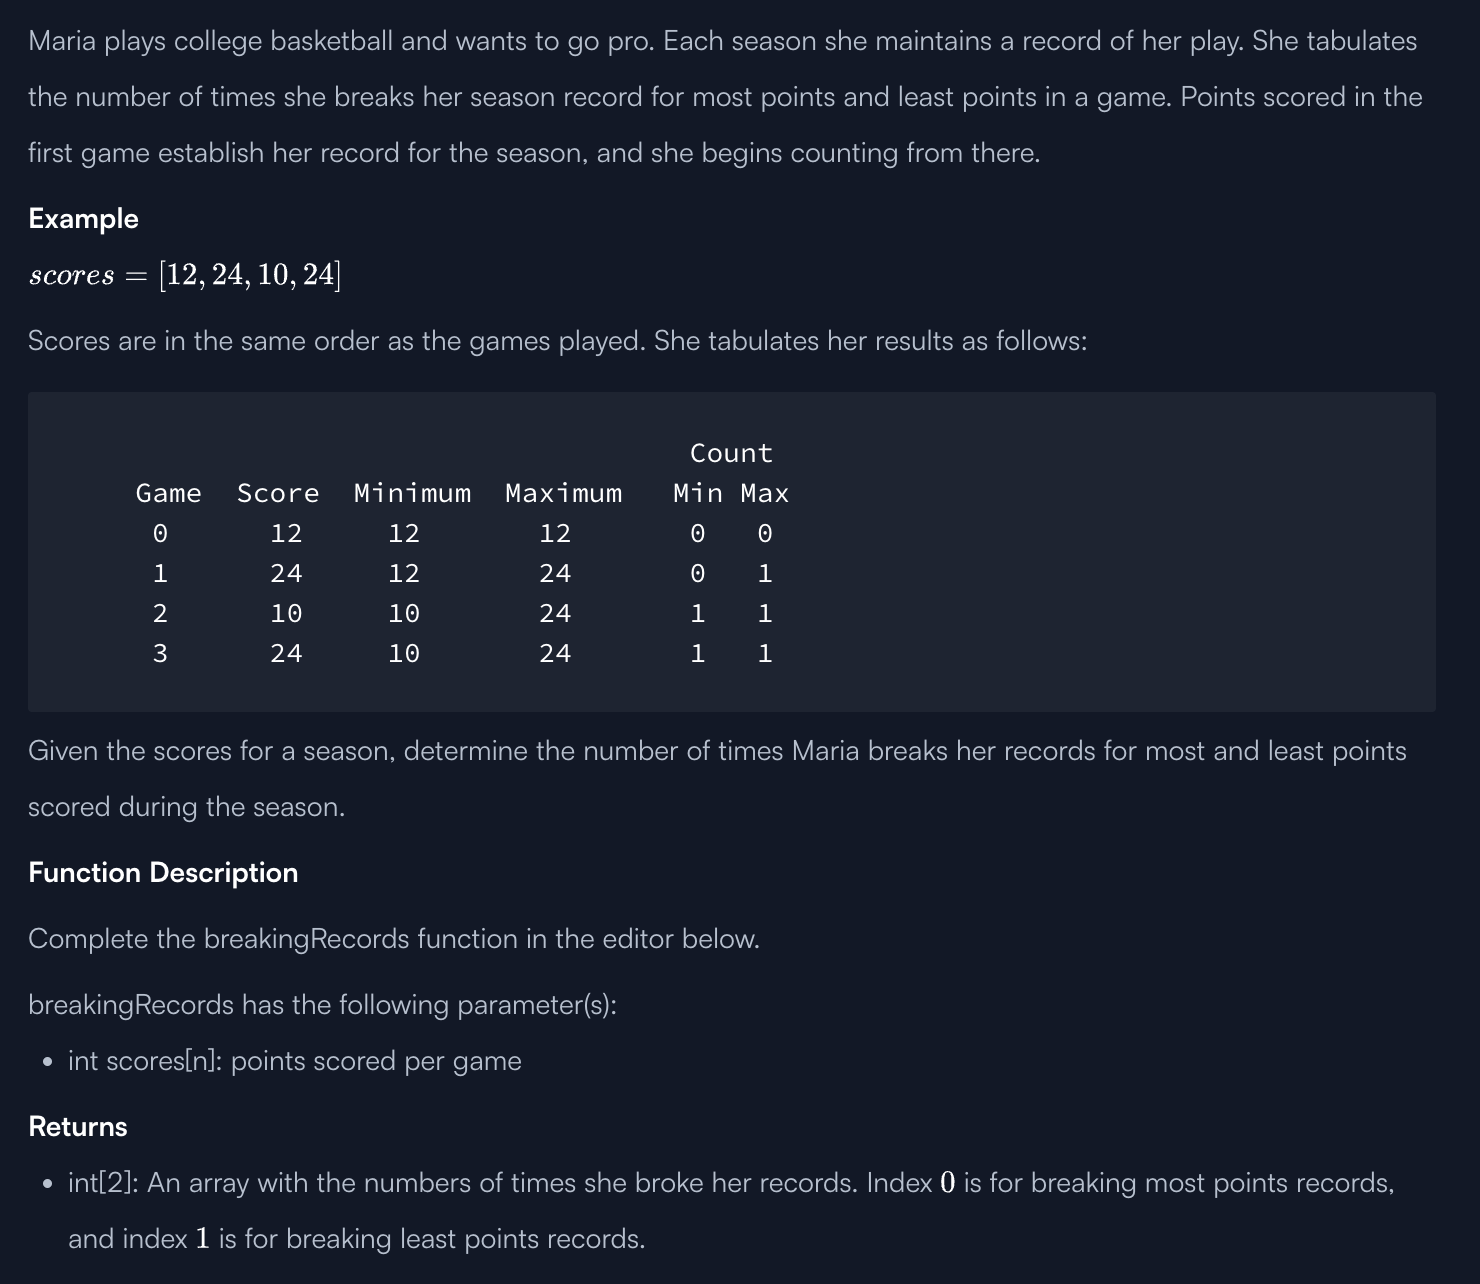 Maria plays college basketball and wants to go pro. Each season she maintains a record of her play. She tabulates
the number of times she breaks her season record for most points and least points in a game. Points scored in the
first game establish her record for the season, and she begins counting from there.
Example
scores = [12, 24, 10, 24]
Scores are in the same order as the games played. She tabulates her results as follows:
Count
Game Score Minimum Maximum Min Max
0 12 12 12 0 0
1 24 12 24 0 1
2 10 10 24 1 1
3 24 10 24 1 1
Given the scores for a season, determine the number of times Maria breaks her records for most and least points
scored during the season.
Function Description
Complete the breakingRecords function in the editor below.
breakingRecords has the following parameter(s):
• int scores[n]: points scored per game
Returns
• int[2]: An array with the numbers of times she broke her records. Index 0 is for breaking most points records,
and index 1 is for breaking least points records.